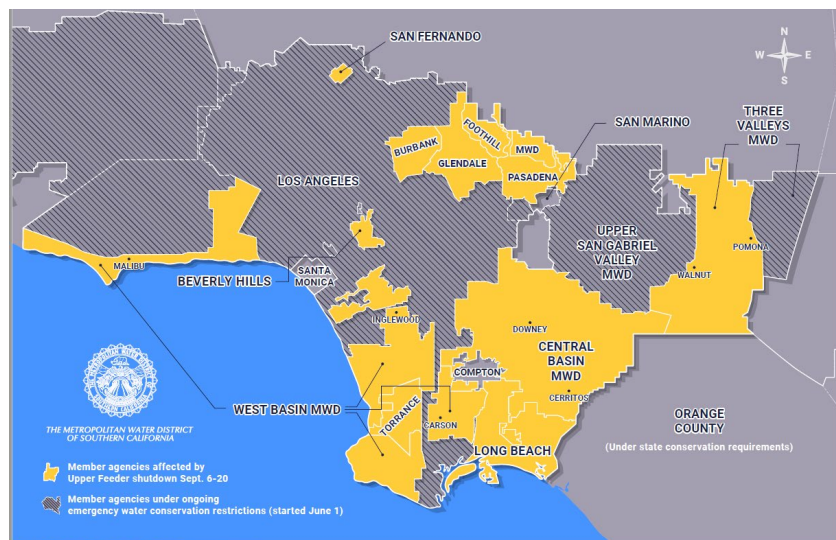 SAN FERNANDO
N
W E
S
THREE
VALLEYS
MWD
SAN MARINO
BURBANK
FOOTHILL
MWD
GLENDALE
PASADENA
LOS ANGELES
UPPER
SAN GABRIEL
VALLEY
MWD
POMONA
WALNUT
MALIBU
BEVERLY HILLS
SANTA
MONICA
INGLEWOOD
DOWNEY
CENTRAL
BASIN
MWD
COMPTON
CERRITOS
WEST BASIN MWD
TORRANCE
CARSON
LONG BEACH
ORANGE
COUNTY
(Under state conservation requirements)
THE METROPOLITAN WATER DISTRICT
OF SOUTHERN CALIFORNIA
Member agencies affected by
Upper Feeder shutdown Sept. 6-20
Member agencies under ongoing
emergency water conservation restrictions (started June 1)